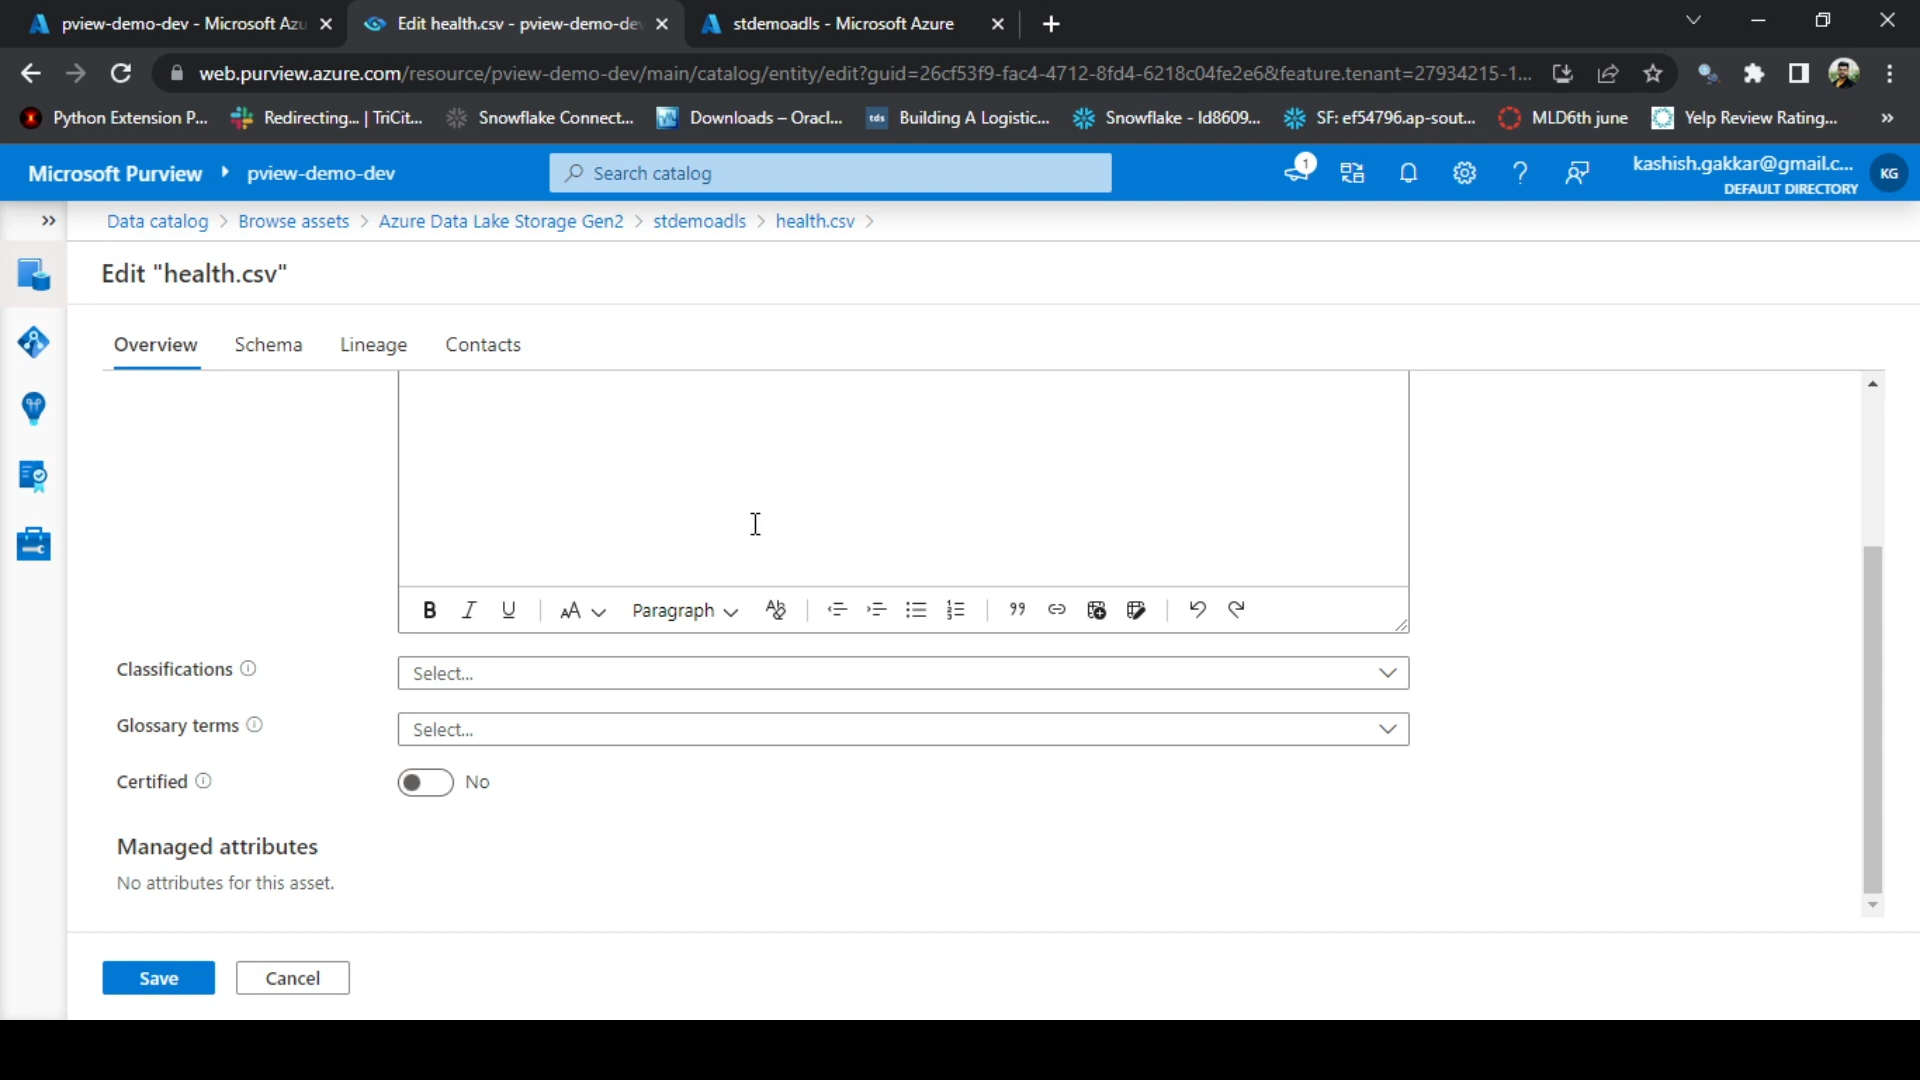 pview-demo-dev - Microsoft Azu
Edit health.csv - pview-demo-de
stdemoadls - Microsoft Azure
web.purview.azure.com/resource/pview-demo-dev/main/catalog/entity/edit?guid=26cf53f9-fac4-4712-8fd4-6218c04fe2e6&feature.tenant=27934215-1...
Python Extension P...
Redirecting... | TriCit...
Snowflake Connect...
Downloads – Oracl...
tds
Building A Logistic...
Snowflake - Id8609...
SF: ef54796.ap-sout...
MLD6th june
Yelp Review Rating...
»
Microsoft Purview
pview-demo-dev
Search catalog
1
kashish.gakkar@gmail.c...
DEFAULT DIRECTORY
KG
Data catalog > Browse assets > Azure Data Lake Storage Gen2 > stdemoadls > health.csv >
Edit "health.csv"
Overview
Schema
Lineage
Contacts
B I U
AA
Paragraph
Classifications
Select...
Glossary terms
Select...
Certified
No
Managed attributes
No attributes for this asset.
Save
Cancel